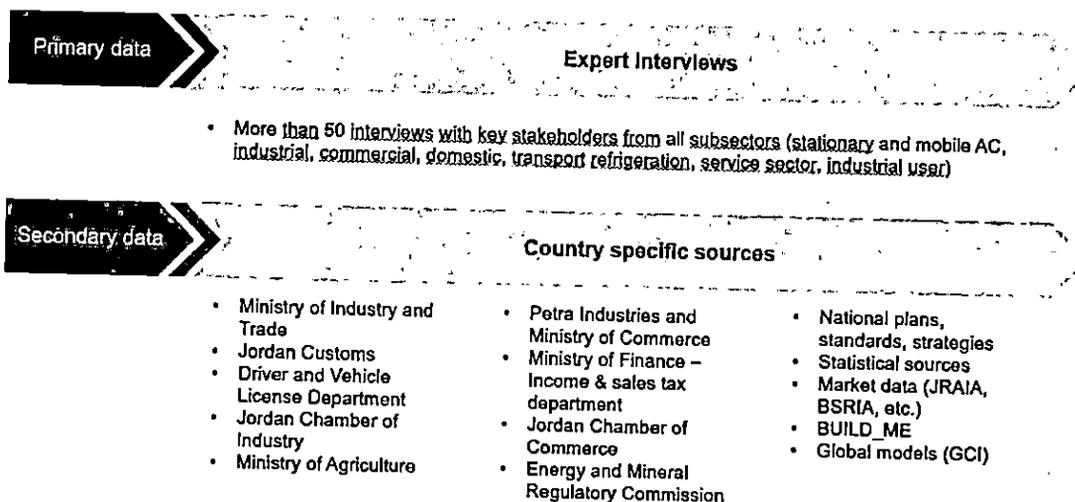 Primary data
Expert Interviews
• More than 50 interviews with key stakeholders from all subsectors (stationary and mobile AC,
industrial, commercial, domestic, transport refrigeration, service sector, industrial user)
Secondary data
Country specific sources
• Ministry of Industry and
Trade
• Jordan Customs
• Driver and Vehicle
License Department
• Jordan Chamber of
Industry
• Ministry of Agriculture
• Petra Industries and
Ministry of Commerce
• Ministry of Finance –
Income & sales tax
department
• Jordan Chamber of
Commerce
• Energy and Mineral
Regulatory Commission
• National plans,
standards, strategies
• Statistical sources
• Market data (JRAIA,
BSRIA, etc.)
• BUILD_ME
• Global models (GCI)